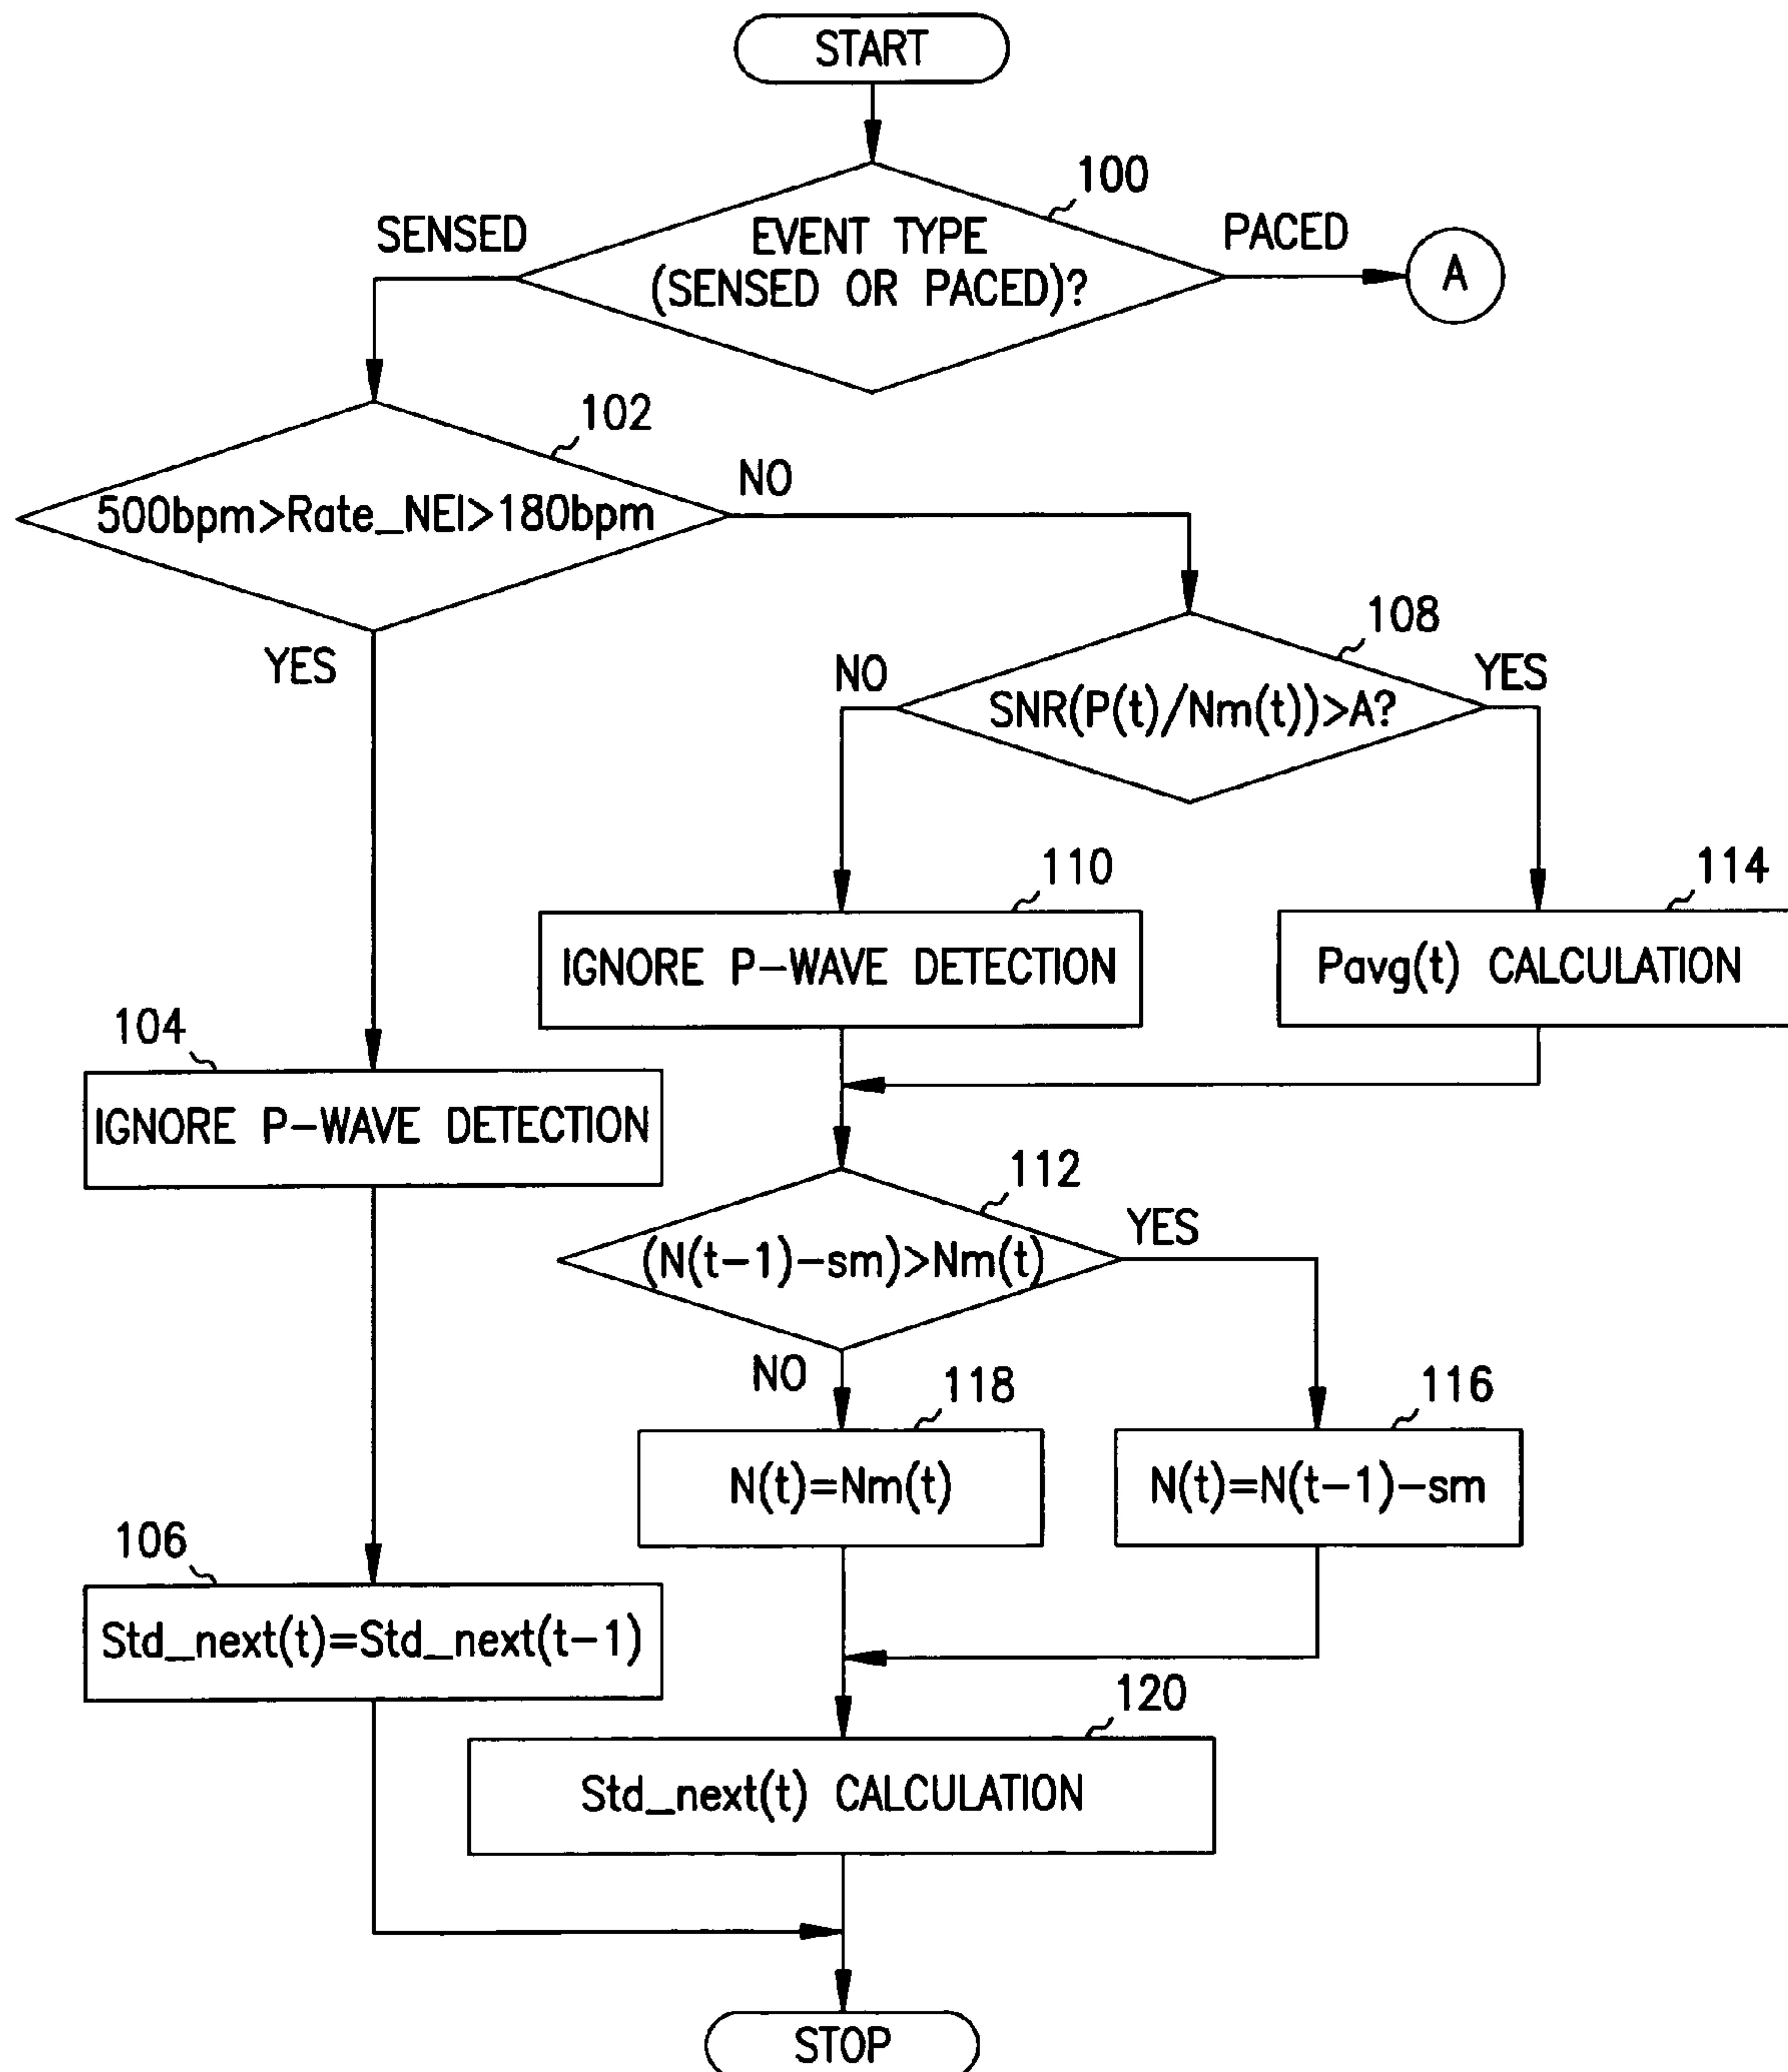 START
100
EVENT TYPE
(SENSED OR PACED)?
SENSED
PACED
A
102
500bpm>Rate_NEI>180bpm
NO
YES
108
SNR(P(t)/Nm(t))>A?
NO
YES
110
IGNORE P-WAVE DETECTION
114
Pavg(t) CALCULATION
104
IGNORE P-WAVE DETECTION
112
(N(t-1)-sm)>Nm(t)
YES
NO
118
N(t)=Nm(t)
116
N(t)=N(t-1)-sm
106
Std_next(t)=Std_next(t-1)
120
Std_next(t) CALCULATION
STOP